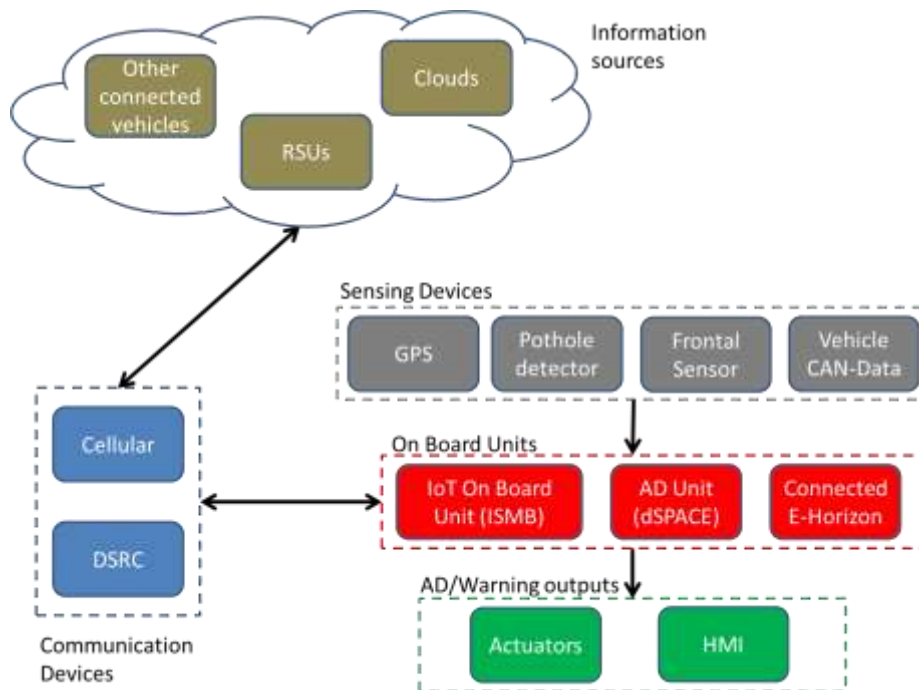 Information
sources
Other
connected
vehicles
Clouds
RSUs
Sensing Devices
GPS
Pothole
detector
Frontal
Sensor
Vehicle
CAN-Data
On Board Units
Cellular
DSRC
IoT On Board
Unit (ISMB)
AD Unit
(dSPACE)
Connected
E-Horizon
AD/Warning outputs
Actuators
HMI
Communication
Devices